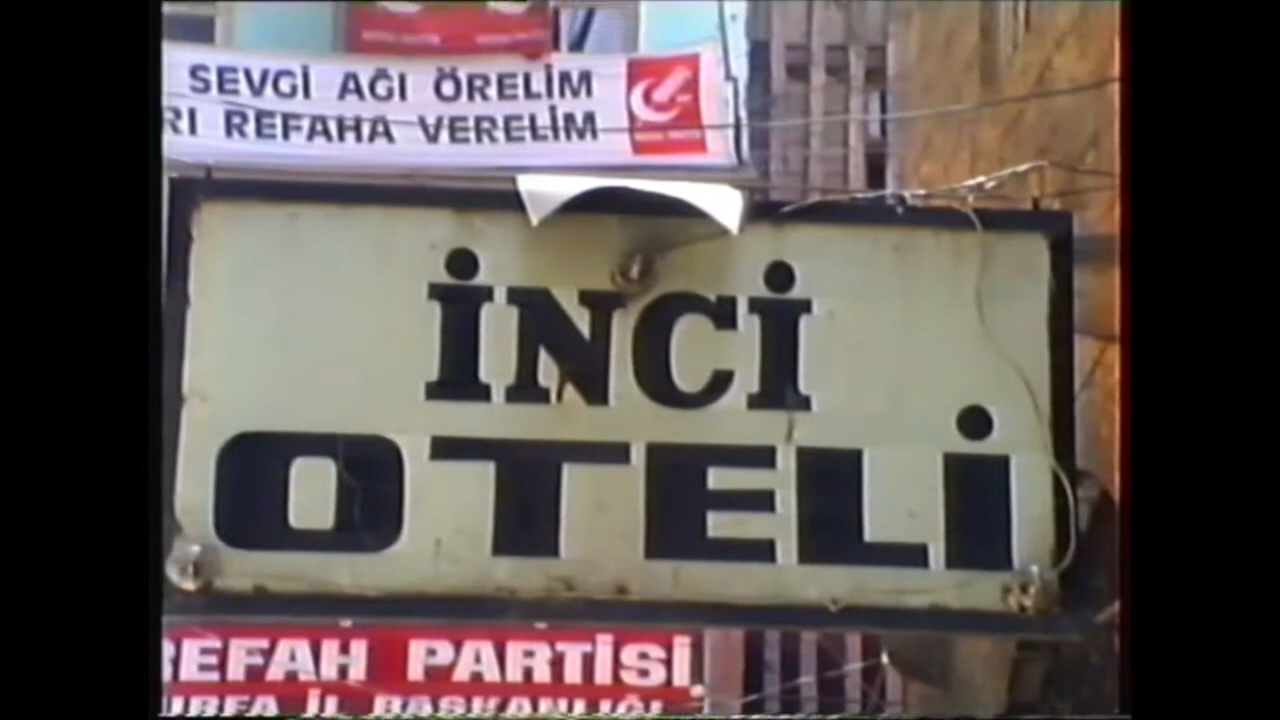 SEVGİ AĞI ÖRELİM
RI REFAHA VERELİM
İNCİ
OTELİ
REFAH PARTİSİ
URFA İL BAŞKANLIĞI